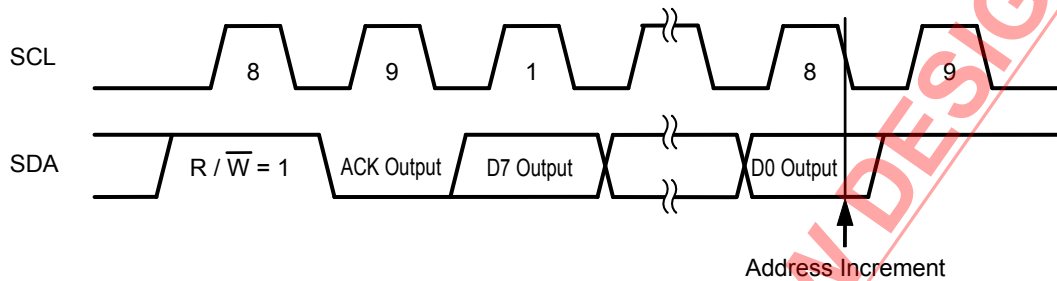 SCL
8 9 1 8 9
SDA
R / W̅ = 1 ACK Output D7 Output D0 Output
Address Increment